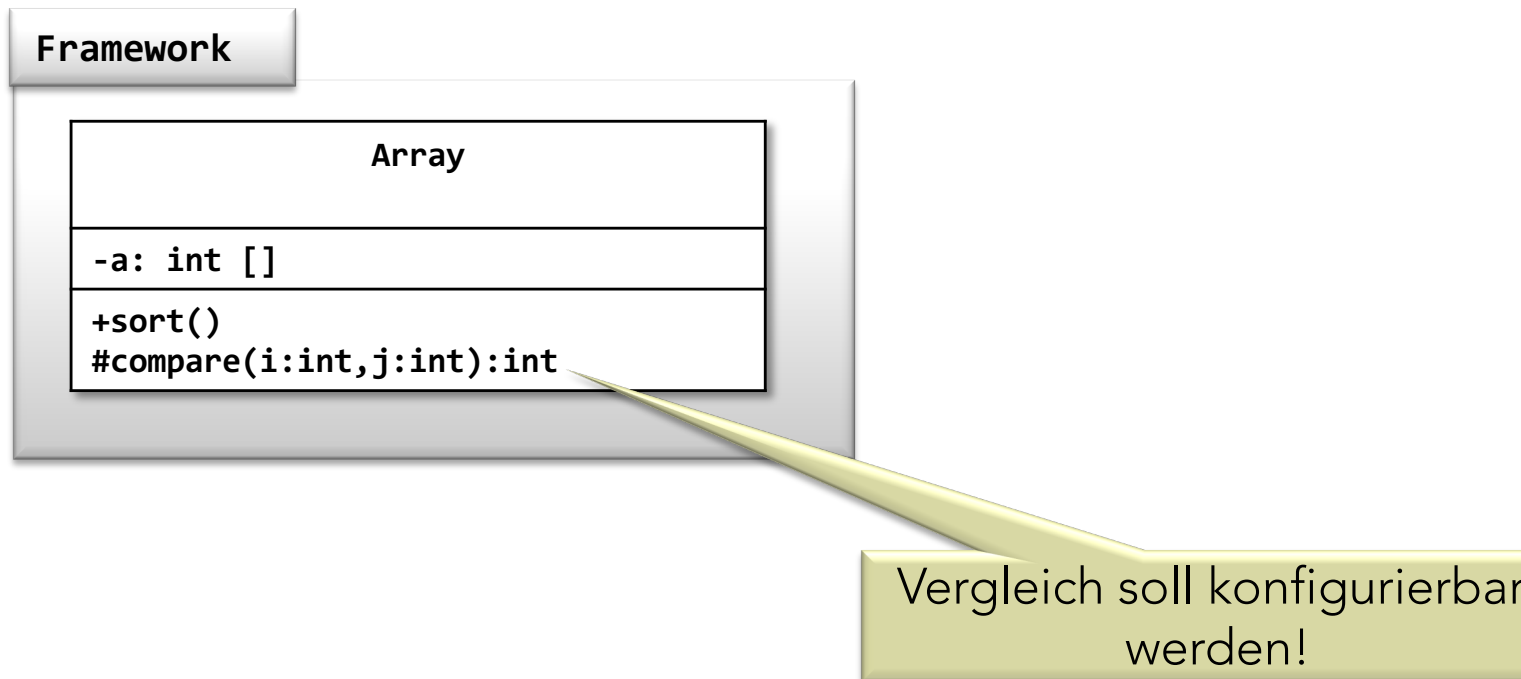 Framework
Array
-a: int []
+sort()
#compare(i:int,j:int):int
Vergleich soll konfigurierbar
werden!